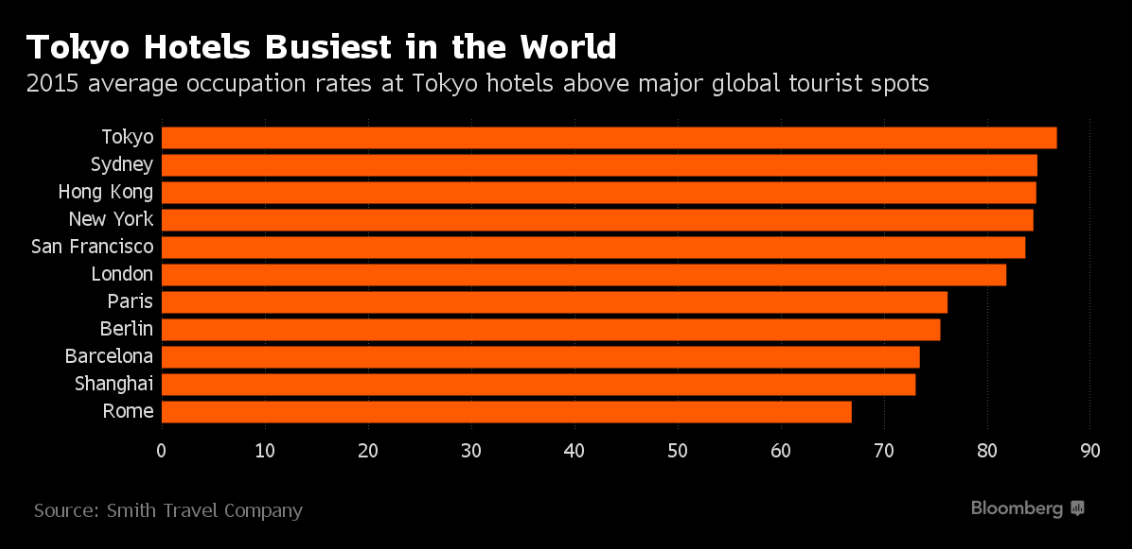 Tokyo Hotels Busiest in the World
2015 average occupation rates at Tokyo hotels above major global tourist spots
Tokyo
Sydney
Hong Kong
New York
San Francisco
London
Paris
Berlin
Barcelona
Shanghai
Rome
0 10 20 30 40 50 60 70 80 90
Source: Smith Travel Company
Bloomberg